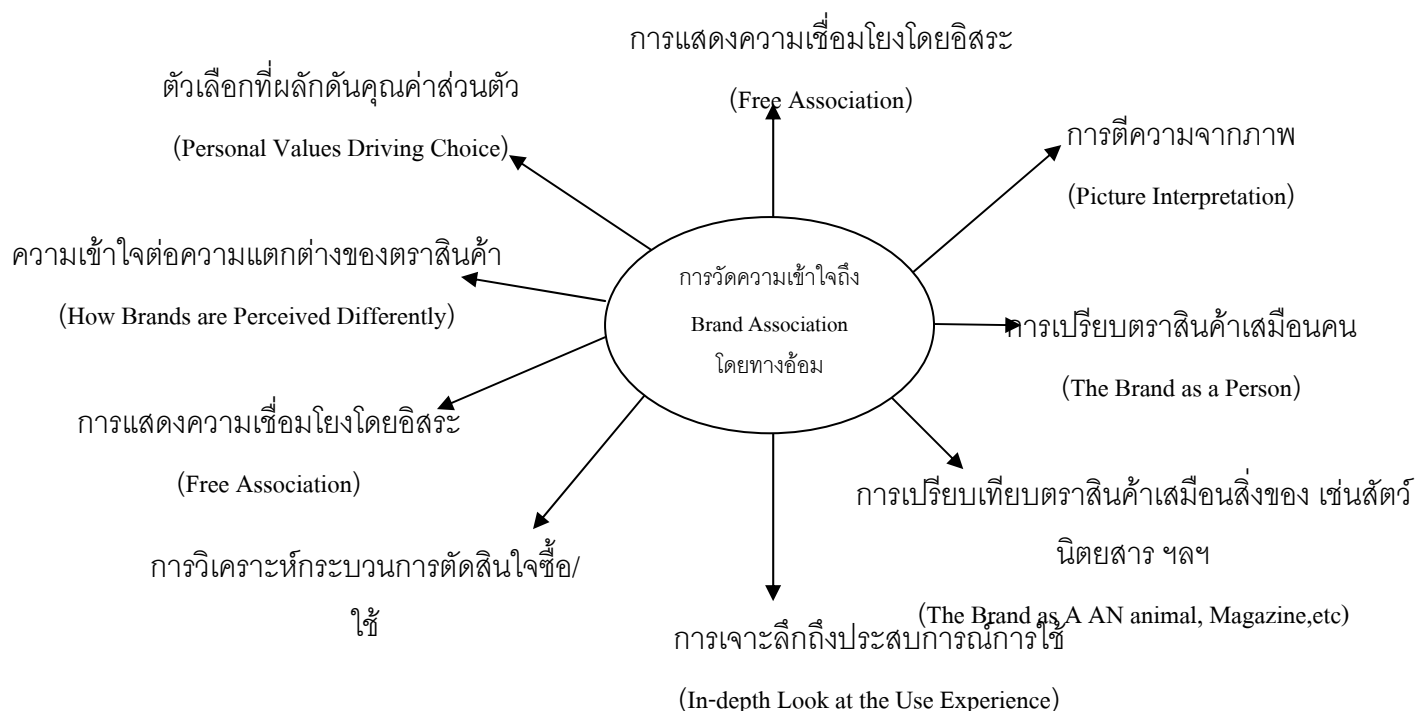 การแสดงความเชื่อมโยงโดยอิสระ
(Free Association)
ตัวเลือกที่ผลักดันคุณค่าส่วนตัว
(Personal Values Driving Choice)
การตีความจากภาพ
(Picture Interpretation)
ความเข้าใจต่อความแตกต่างของตราสินค้า
(How Brands are Perceived Differently)
การวัดความเข้าใจถึง
Brand Association
โดยทางอ้อม
การเปรียบตราสินค้าเสมือนคน
(The Brand as a Person)
การแสดงความเชื่อมโยงโดยอิสระ
(Free Association)
การเปรียบเทียบตราสินค้าเสมือนสิ่งของ เช่นสัตว์
นิตยสาร ฯลฯ
(The Brand as A AN animal, Magazine,etc)
การวิเคราะห์กระบวนการตัดสินใจซื้อ/
ใช้
การเจาะลึกถึงประสบการณ์การใช้
(In-depth Look at the Use Experience)